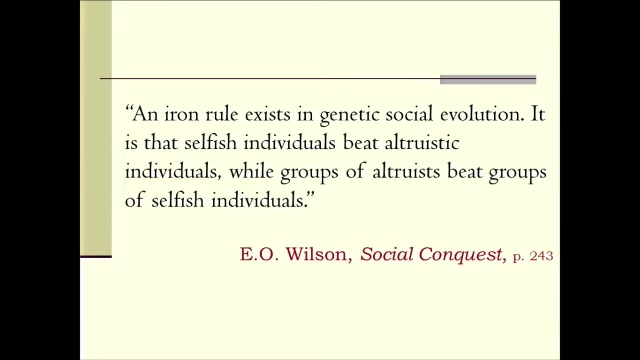 “An iron rule exists in genetic social evolution. It
is that selfish individuals beat altruistic
individuals, while groups of altruists beat groups
of selfish individuals.”
E.O. Wilson, Social Conquest, p. 243